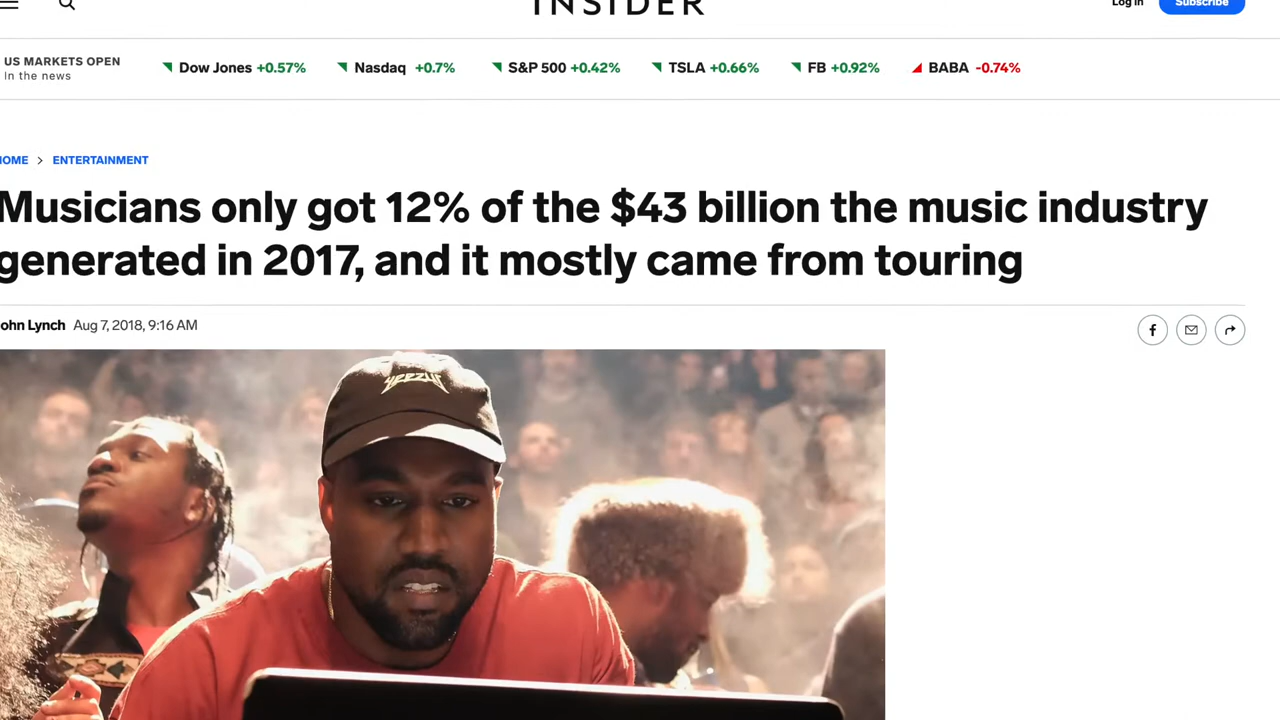 INSIDER
Log in
Subscribe
US MARKETS OPEN
In the news
Dow Jones +0.57%
Nasdaq +0.7%
S&P 500 +0.42%
TSLA +0.66%
FB +0.92%
BABA -0.74%
HOME > ENTERTAINMENT
Musicians only got 12% of the $43 billion the music industry
generated in 2017, and it mostly came from touring
John Lynch Aug 7, 2018, 9:16 AM
YEEZUS